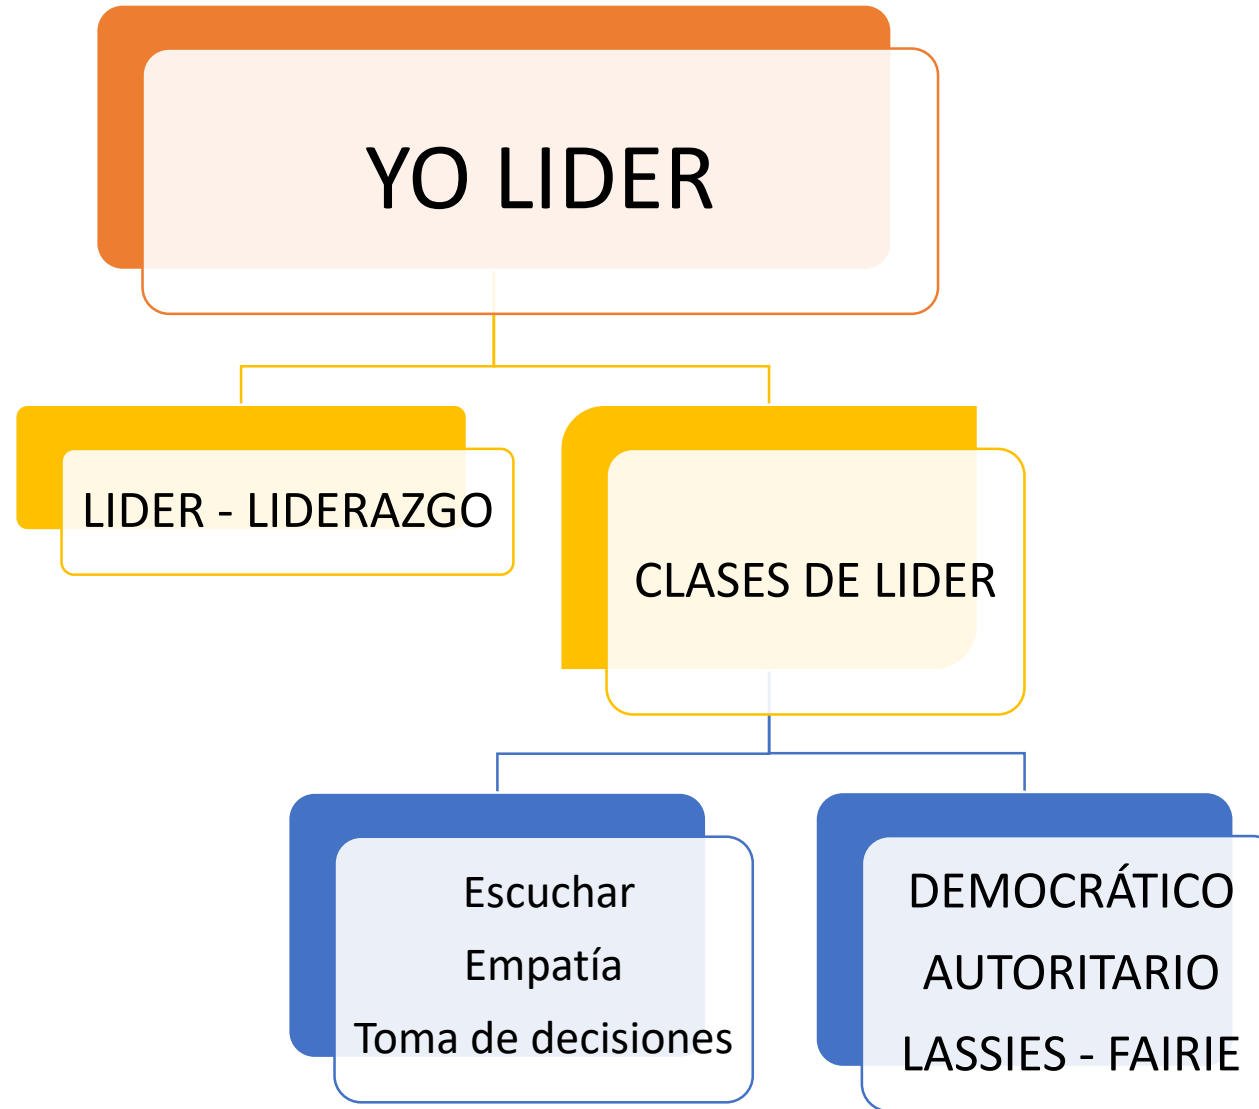 YO LIDER
LIDER - LIDERAZGO
CLASES DE LIDER
Escuchar
Empatía
Toma de decisiones
DEMOCRÁTICO
AUTORITARIO
LASSIES - FAIRIE